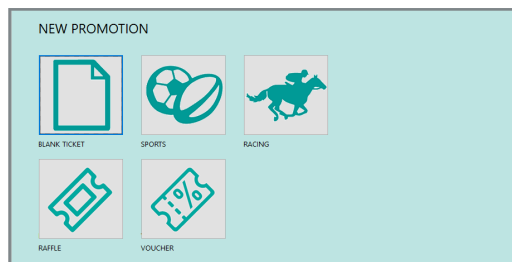 NEW PROMOTION
BLANK TICKET
SPORTS
RACING
%
RAFFLE
VOUCHER